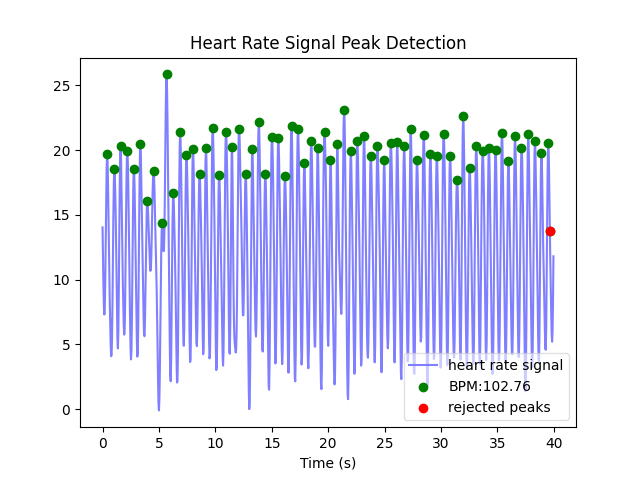 Heart Rate Signal Peak Detection
25
20
15
10
5
0
heart rate signal
BPM:102.76
rejected peaks
0 5 10 15 20 25 30 35 40
Time (s)